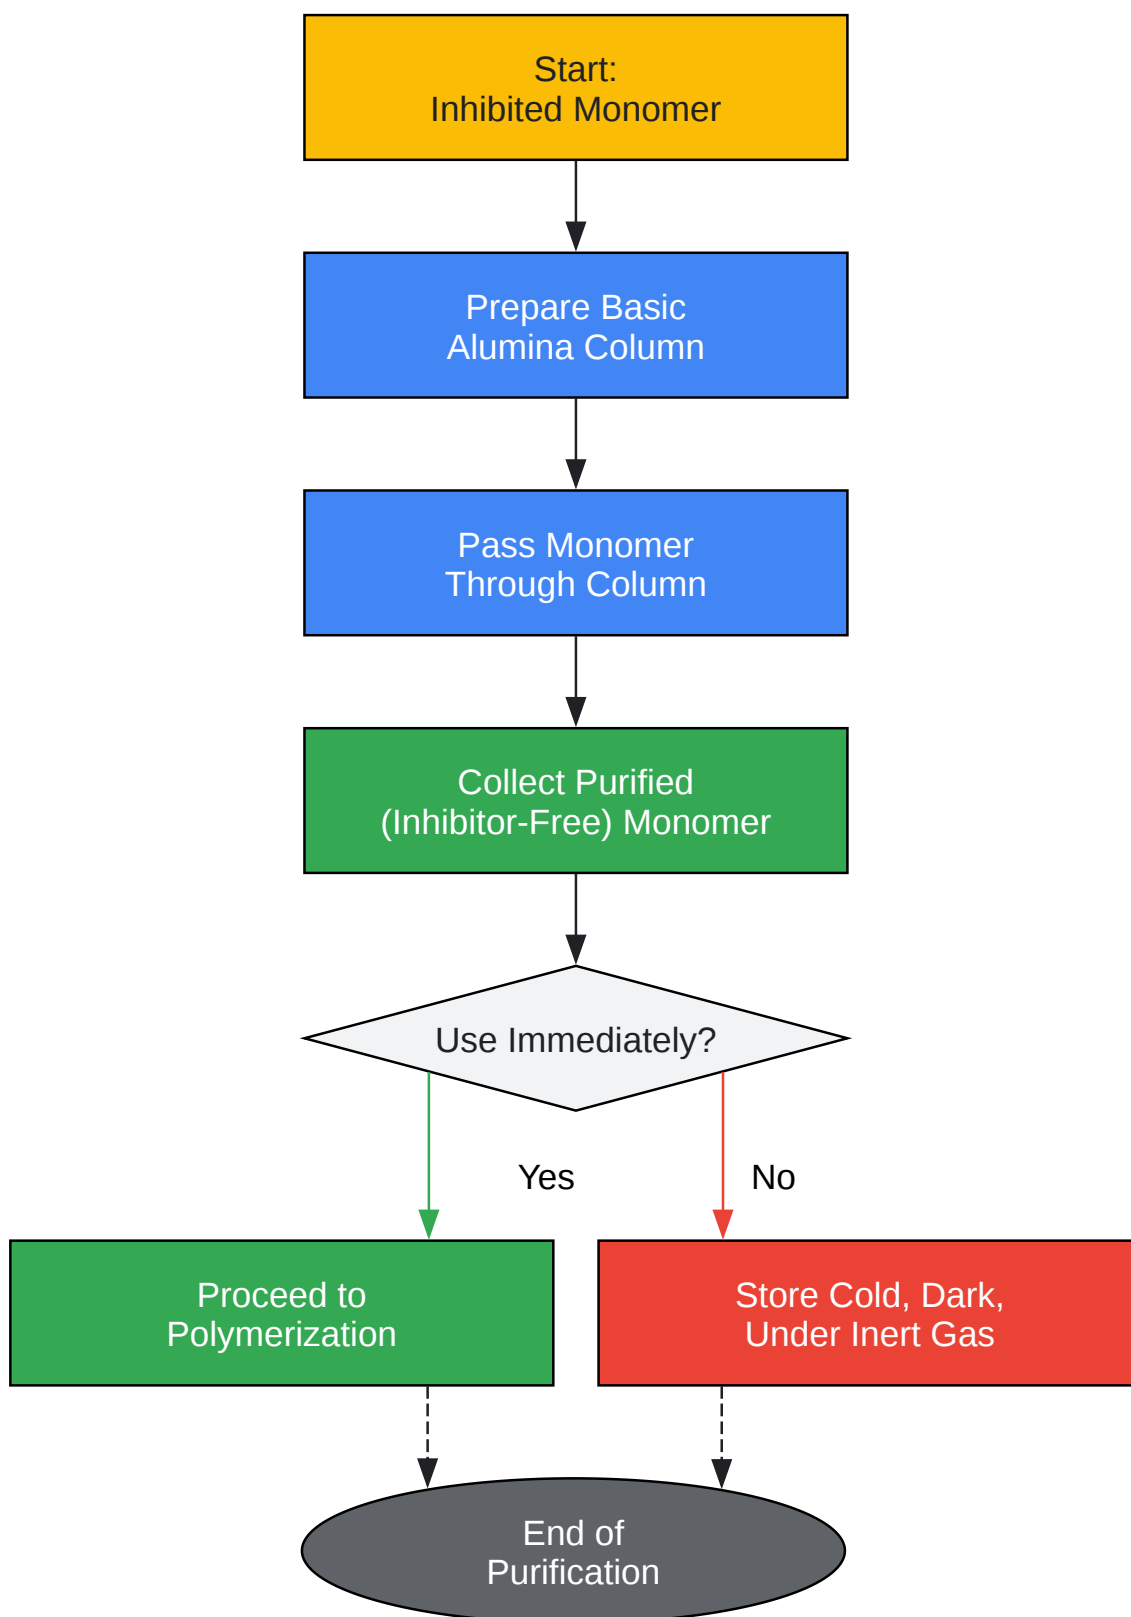 Start:
Inhibited Monomer
Prepare Basic
Alumina Column
Pass Monomer
Through Column
Collect Purified
(Inhibitor-Free) Monomer
Use Immediately?
Yes
No
Proceed to
Polymerization
Store Cold, Dark,
Under Inert Gas
End of
Purification